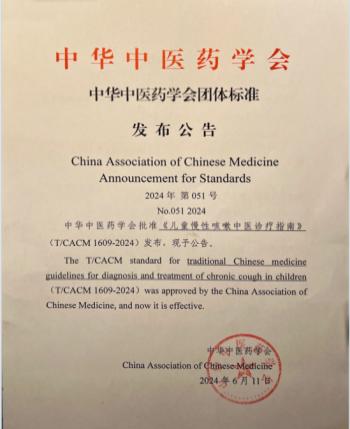 中华中医药学会
中华中医药学会团体标准
发布公告
China Association of Chinese Medicine
Announcement for Standards
2024 年 第 051 号
No.051 2024
中华中医药学会批准《儿童慢性咳嗽中医诊疗指南》
（T/CACM 1609-2024）发布，现予公告。
The T/CACM standard for traditional Chinese medicine
guidelines for diagnosis and treatment of chronic cough in children
(T/CACM 1609-2024) was approved by the China Association of
Chinese Medicine, and now it is effective.
中华中医药学会
China Association of Chinese Medicine
2024 年 6 月 11 日